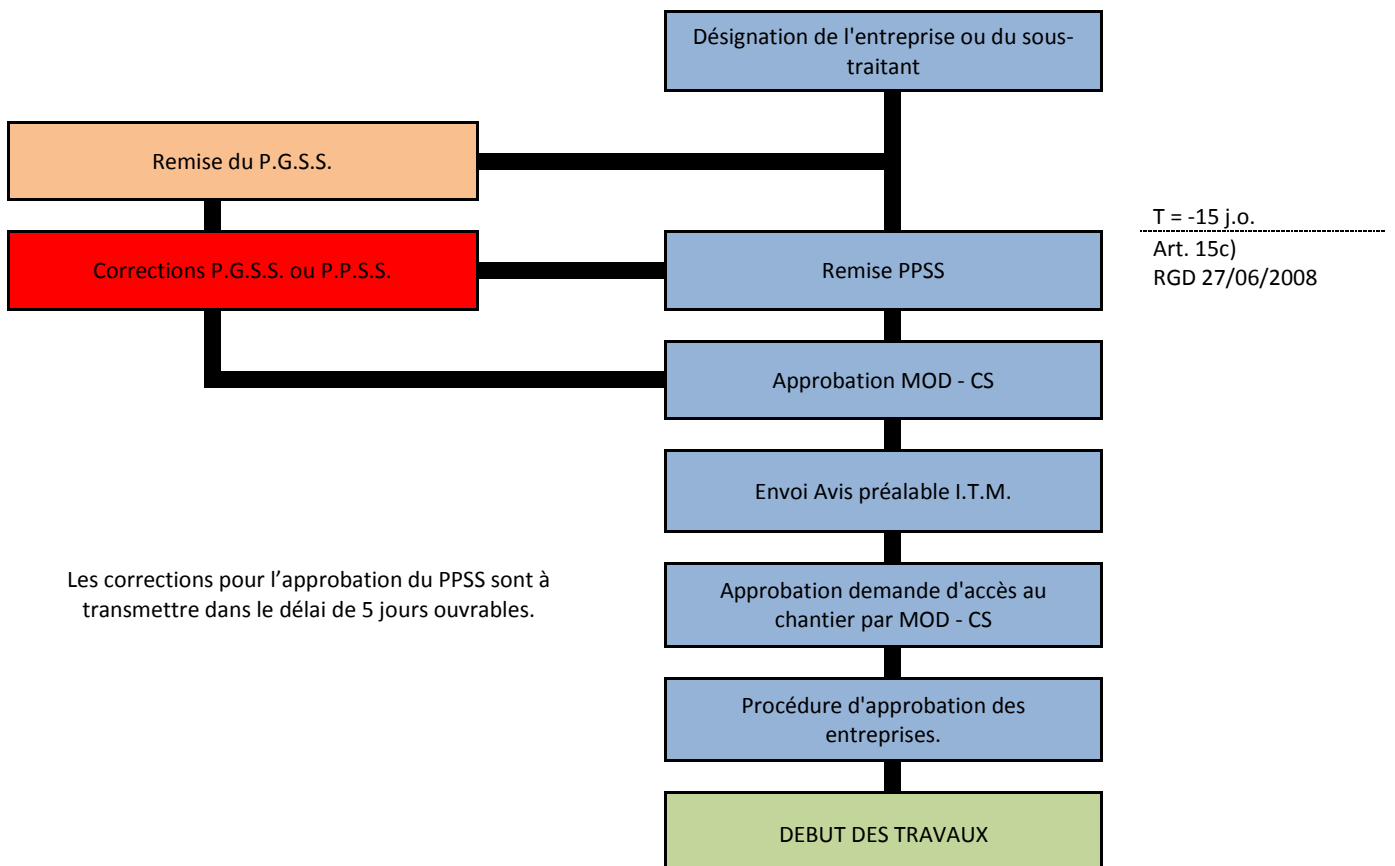 Désignation de l'entreprise ou du sous-
traitant
Remise du P.G.S.S.
T = -15 j.o.
Corrections P.G.S.S. ou P.P.S.S.
Remise PPSS
Art. 15c)
RGD 27/06/2008
Approbation MOD - CS
Envoi Avis préalable I.T.M.
Les corrections pour l’approbation du PPSS sont à
transmettre dans le délai de 5 jours ouvrables.
Approbation demande d'accès au
chantier par MOD - CS
Procédure d'approbation des
entreprises.
DEBUT DES TRAVAUX